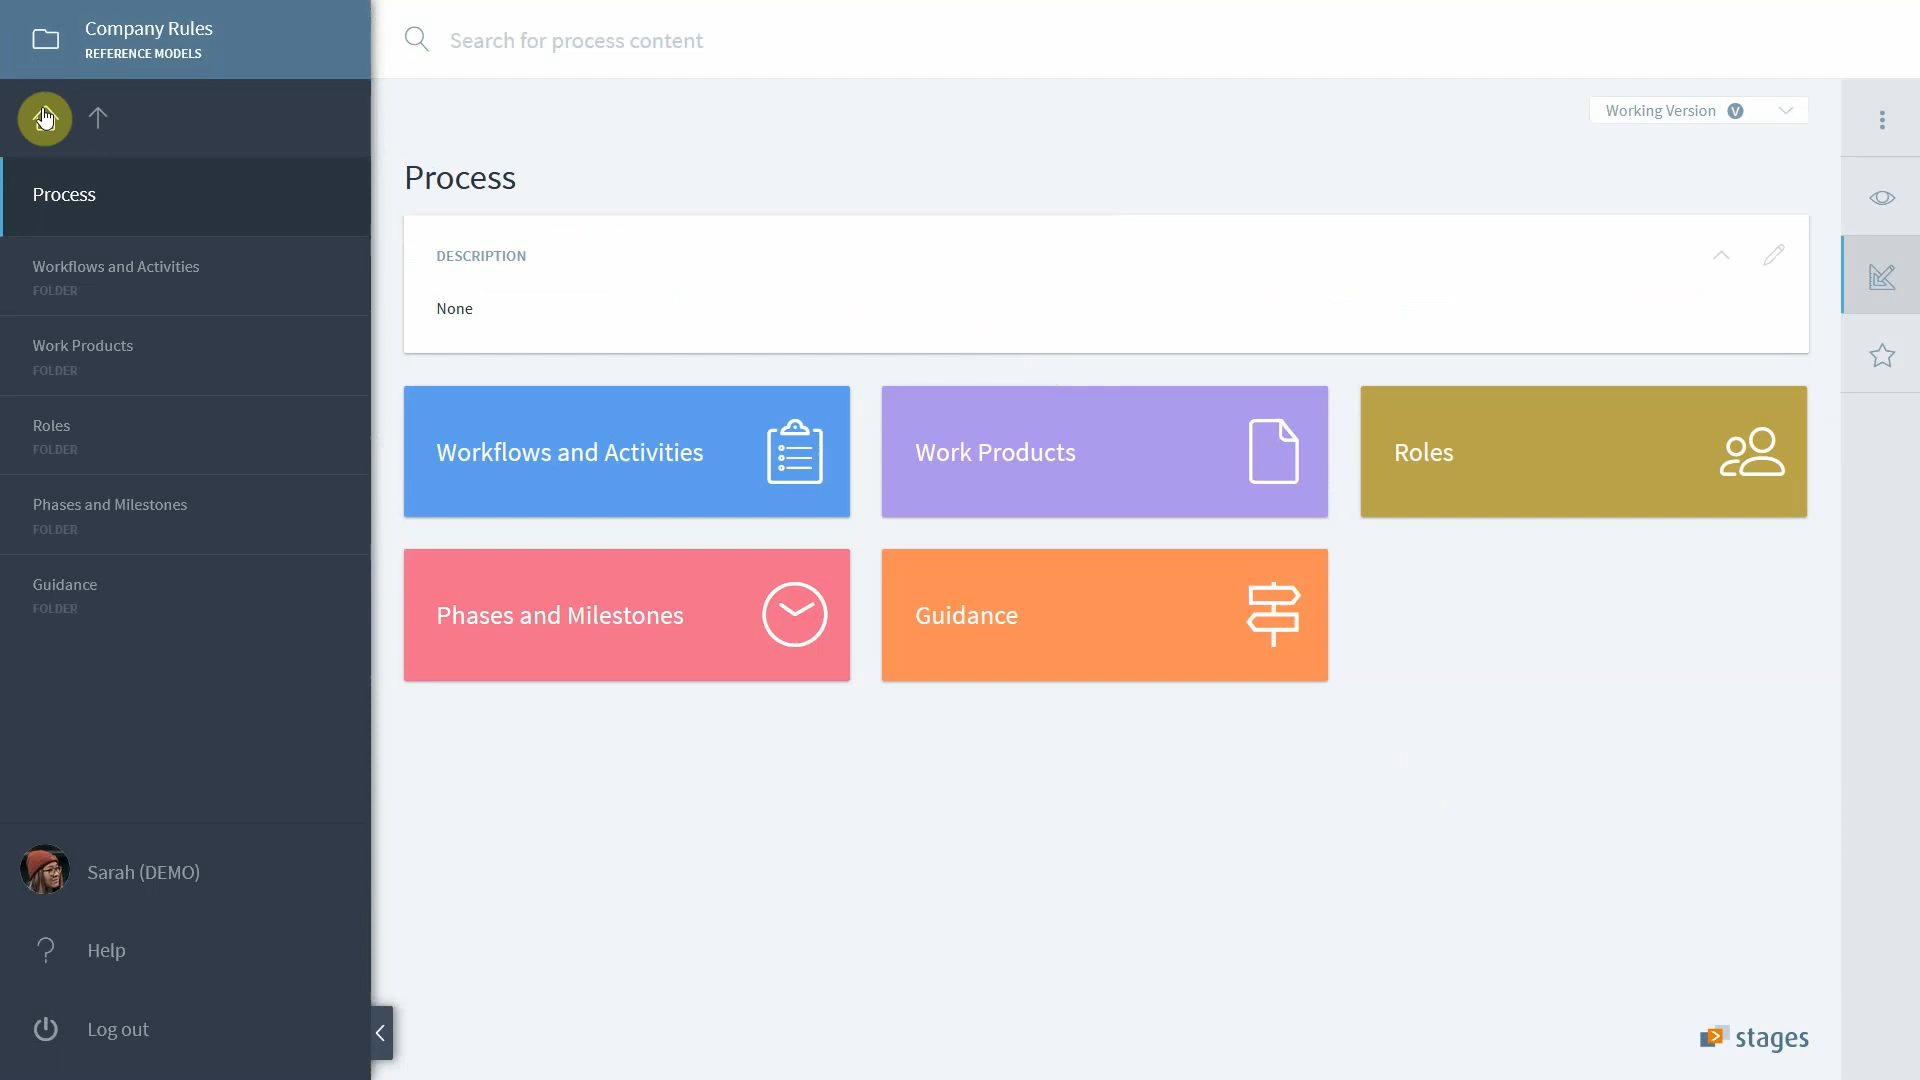 Company Rules
REFERENCE MODELS
Search for process content
Working Version V
Process
Process
Workflows and Activities
FOLDER
Work Products
FOLDER
Roles
FOLDER
Phases and Milestones
FOLDER
Guidance
FOLDER
DESCRIPTION
None
Workflows and Activities
Work Products
Roles
Phases and Milestones
Guidance
Sarah (DEMO)
Help
Log out
stages